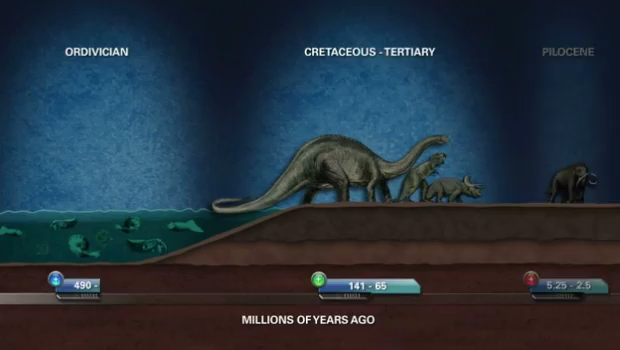 ORDIVICIAN
CRETACEOUS - TERTIARY
PILOCENE
490 -
141 - 65
5.25 - 2.5
MILLIONS OF YEARS AGO